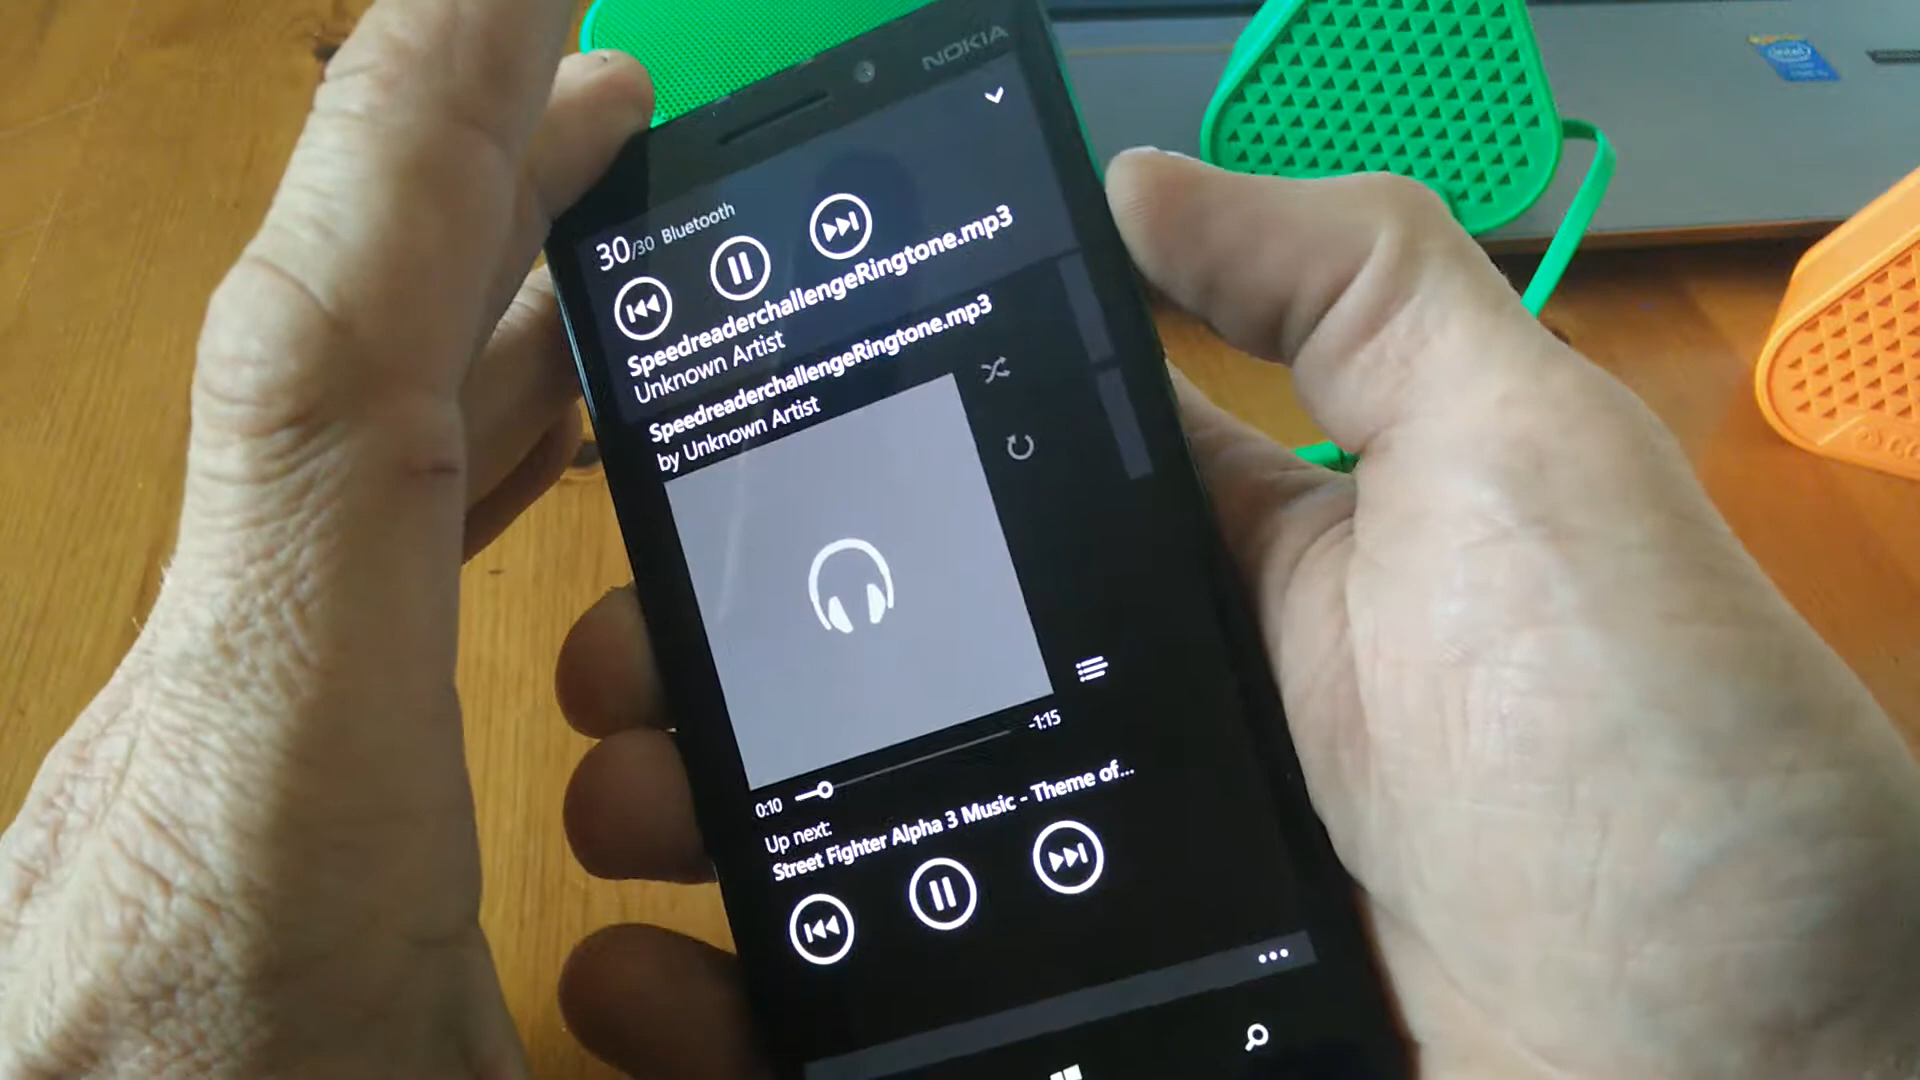 NOKIA
30/30 Bluetooth
SpeedreaderchallengeRingtone.mp3
Unknown Artist
SpeedreaderchallengeRingtone.mp3
by Unknown Artist
0:10
-1:15
Up next:
Street Fighter Alpha 3 Music - Theme of...
intel